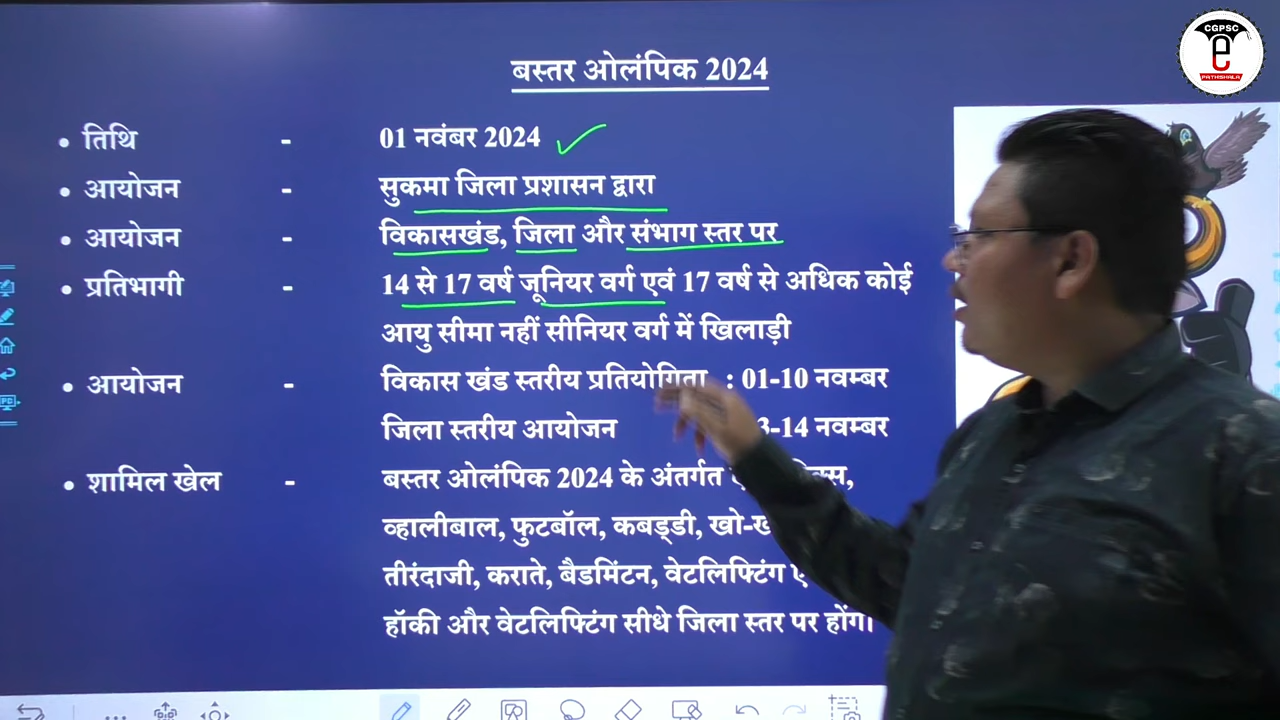 CGPSC
e
PATHSHALA
बस्तर ओलंपिक 2024
• तिथि - 01 नवंबर 2024
• आयोजन - सुकमा जिला प्रशासन द्वारा
• आयोजन - विकासखंड, जिला और संभाग स्तर पर
• प्रतिभागी - 14 से 17 वर्ष जूनियर वर्ग एवं 17 वर्ष से अधिक कोई
आयु सीमा नहीं सीनियर वर्ग में खिलाड़ी
• आयोजन - विकास खंड स्तरीय प्रतियोगिता : 01-10 नवम्बर
जिला स्तरीय आयोजन 3-14 नवम्बर
• शामिल खेल - बस्तर ओलंपिक 2024 के अंतर्गत
व्हालीबाल, फुटबॉल, कबड्डी,
तीरंदाजी, कराते, बैडमिंटन, वेटलिफ्टिंग
हॉकी और वेटलिफ्टिंग सीधे जिला स्तर पर होंगे।